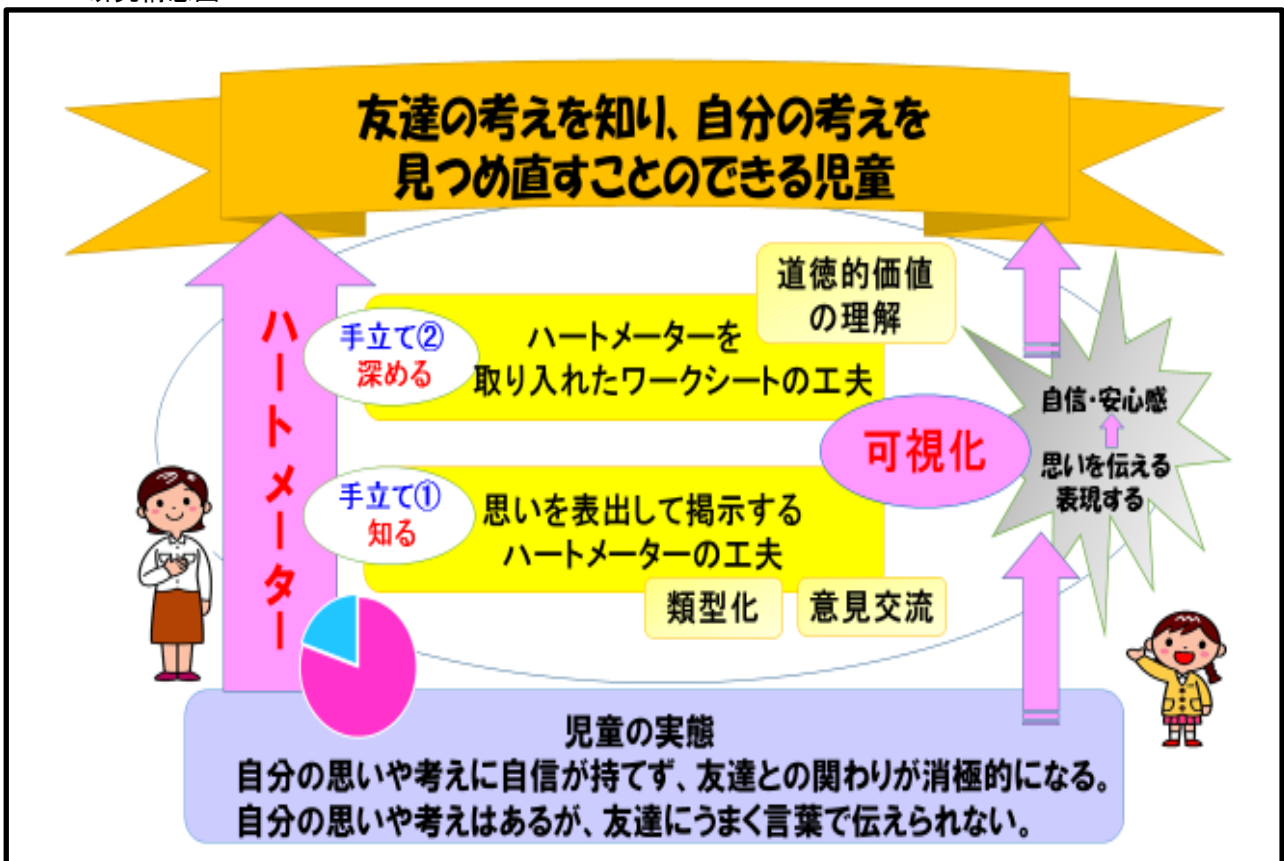 友達の考えを知り、自分の考えを
見つめ直すことのできる児童
道徳的価値
の理解
ハートメーター
手立て②
深める
ハートメーターを
取り入れたワークシートの工夫
可視化
自信・安心感
思いを伝える
表現する
手立て①
知る
思いを表出して掲示する
ハートメーターの工夫
類型化
意見交流
児童の実態
自分の思いや考えに自信が持てず、友達との関わりが消極的になる。
自分の思いや考えはあるが、友達にうまく言葉で伝えられない。